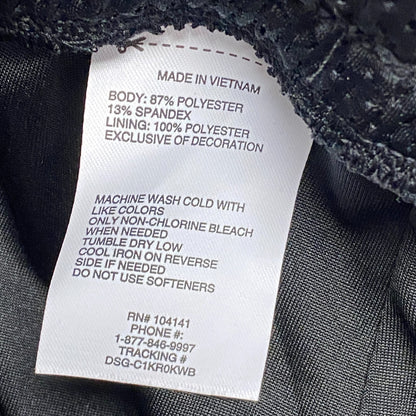 MADE IN VIETNAM
BODY: 87% POLYESTER
13% SPANDEX
LINING: 100% POLYESTER
EXCLUSIVE OF DECORATION
MACHINE WASH COLD WITH
LIKE COLORS
ONLY NON-CHLORINE BLEACH
WHEN NEEDED
TUMBLE DRY LOW
COOL IRON ON REVERSE
SIDE IF NEEDED
DO NOT USE SOFTENERS
RN# 104141
PHONE #:
1-877-846-9997
TRACKING #
DSG-C1KR0KWB